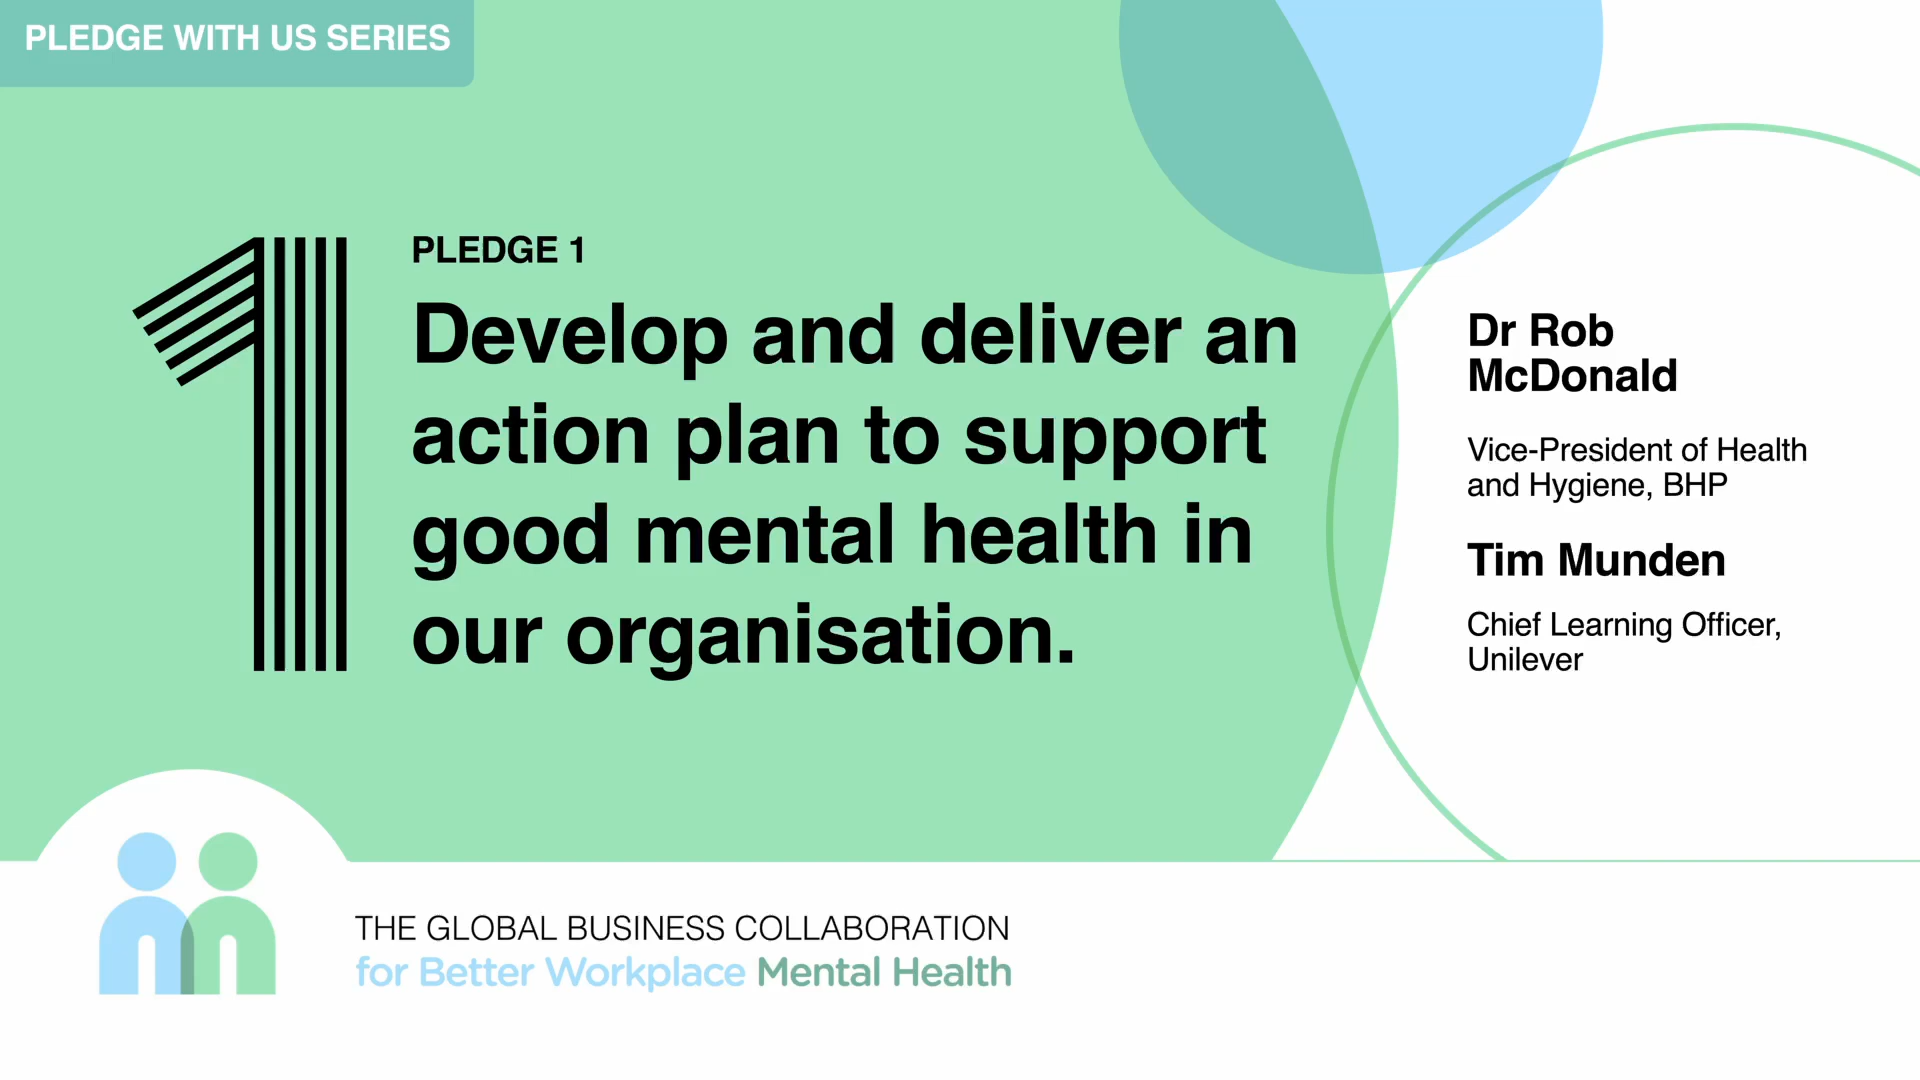 PLEDGE WITH US SERIES
1
PLEDGE 1
Develop and deliver an
action plan to support
good mental health in
our organisation.
Dr Rob
McDonald
Vice-President of Health
and Hygiene, BHP
Tim Munden
Chief Learning Officer,
Unilever
THE GLOBAL BUSINESS COLLABORATION
for Better Workplace Mental Health